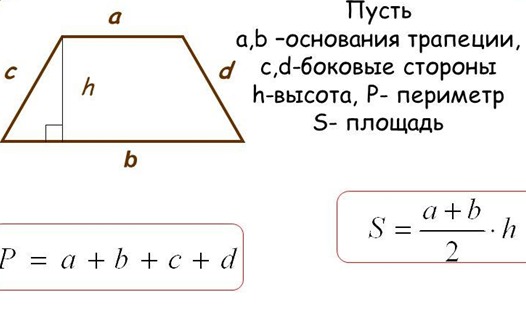 a
Пусть
a,b –основания трапеции,
c
h
d
c,d-боковые стороны
h-высота, P- периметр
S- площадь
b
P = a + b + c + d
S = \frac{a + b}{2} \cdot h